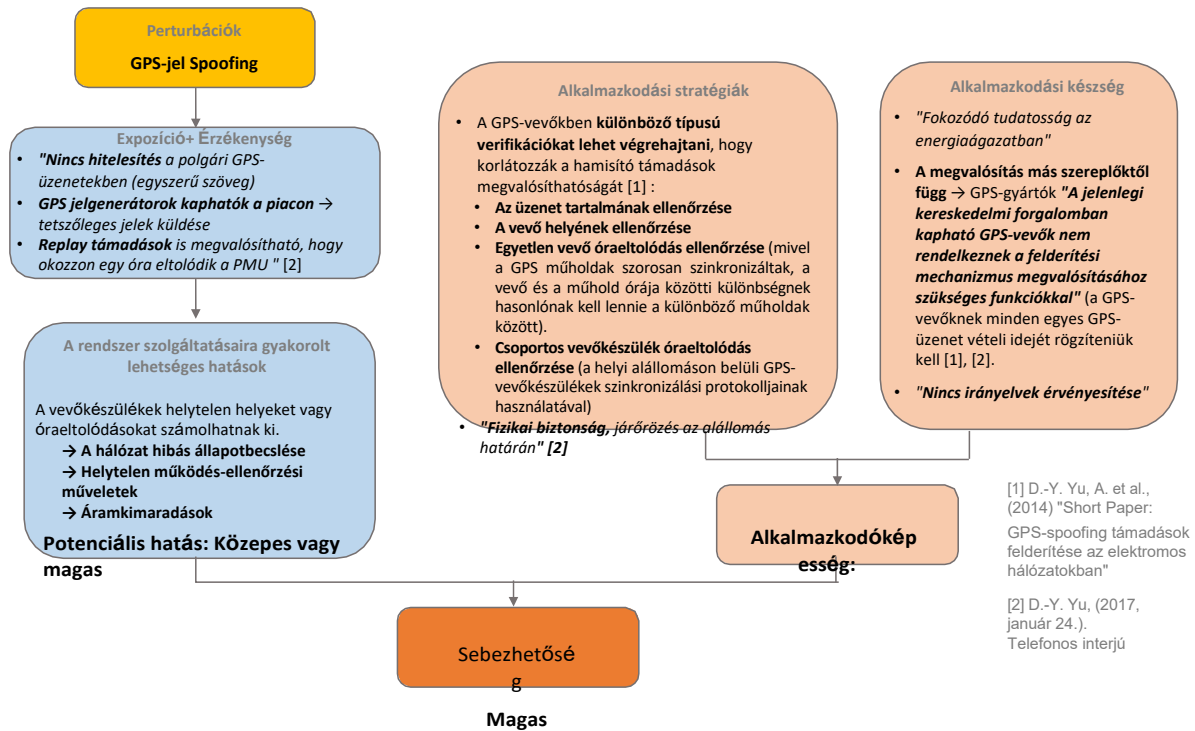 Perturbációk
GPS-jel Spoofing
Expozíció+ Érzékenység
• "Nincs hitelesítés a polgári GPS-
üzenetekben (egyszerű szöveg)
• GPS jelgenerátorok kaphatók a piacon →
tetszőleges jelek küldése
• Replay támadások is megvalósítható, hogy
okozzon egy óra eltolódik a PMU " [2]
A rendszer szolgáltatásaira gyakorolt
lehetséges hatások
A vevőkészülékek helytelen helyeket vagy
óraeltolódásokat számolhatnak ki.
→ A hálózat hibás állapotbecslése
→ Helytelen működés-ellenőrzési
műveletek
→ Áramkimaradások
Potenciális hatás: Közepes vagy
magas
Alkalmazkodási stratégiák
• A GPS-vevőkben különböző típusú
verifikációkat lehet végrehajtani, hogy
korlátozzák a hamisító támadások
megvalósíthatóságát [1] :
• Az üzenet tartalmának ellenőrzése
• A vevő helyének ellenőrzése
• Egyetlen vevő óraeltolódás ellenőrzése (mivel
a GPS műholdak szorosan szinkronizáltak, a
vevő és a műhold órája közötti különbségnek
hasonlónak kell lennie a különböző műholdak
között).
• Csoportos vevőkészülék óraeltolódás
ellenőrzése (a helyi alállomáson belüli GPS-
vevőkészülékek szinkronizálási protokolljainak
használatával)
• "Fizikai biztonság, járőrözés az alállomás
határán" [2]
Alkalmazkodási készség
• "Fokozódó tudatosság az
energiaágazatban"
• A megvalósítás más szereplőktől
függ → GPS-gyártók "A jelenlegi
kereskedelmi forgalomban
kapható GPS-vevők nem
rendelkeznek a felderítési
mechanizmus megvalósításához
szükséges funkciókkal" (a GPS-
vevőknek minden egyes GPS-
üzenet vételi idejét rögzíteniük
kell [1], [2].
• "Nincs irányelvek érvényesítése"
Alkalmazkodókép
esség:
[1] D.-Y. Yu, A. et al.,
(2014) "Short Paper:
GPS-spoofing támadások
felderítése az elektromos
hálózatokban"
[2] D.-Y. Yu, (2017,
január 24.).
Telefonos interjú
Sebezhetősé
g
Magas